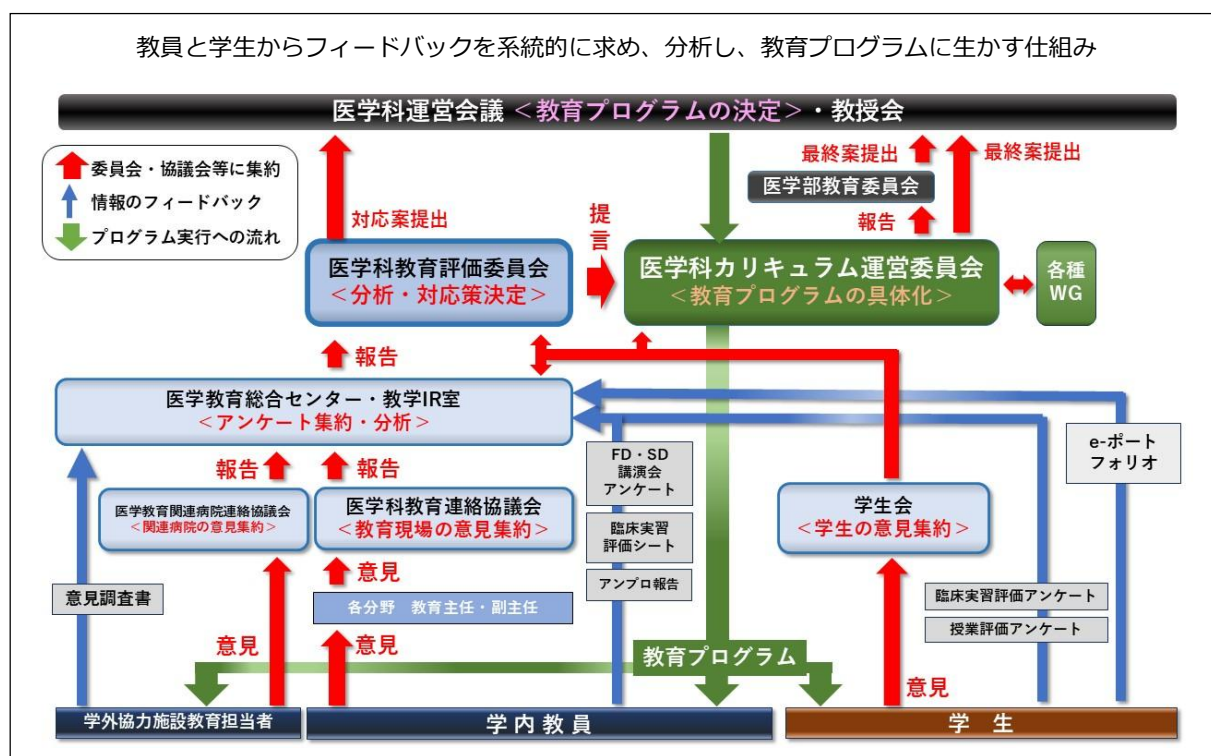 教員と学生からフィードバックを系統的に求め、分析し、教育プログラムに生かす仕組み
医学科運営会議 <教育プログラムの決定>・教授会
委員会・協議会等に集約
情報のフィードバック
プログラム実行への流れ
対応案提出
提言
最終案提出
最終案提出
医学部教育委員会
報告
医学科教育評価委員会
<分析・対応策決定>
医学科カリキュラム運営委員会
<教育プログラムの具体化>
各種
WG
報告
医学教育総合センター・教学IR室
<アンケート集約・分析>
報告
報告
医学教育関連病院連絡協議会
<関連病院の意見集約>
医学科教育連絡協議会
<教育現場の意見集約>
FD・SD
講演会
アンケート
臨床実習
評価シート
アンプロ報告
学生会
<学生の意見集約>
e-ポート
フォリオ
意見調査書
意見
各分野 教育主任・副主任
臨床実習評価アンケート
授業評価アンケート
意見
意見
教育プログラム
意見
学外協力施設教育担当者
学内教員
学 生